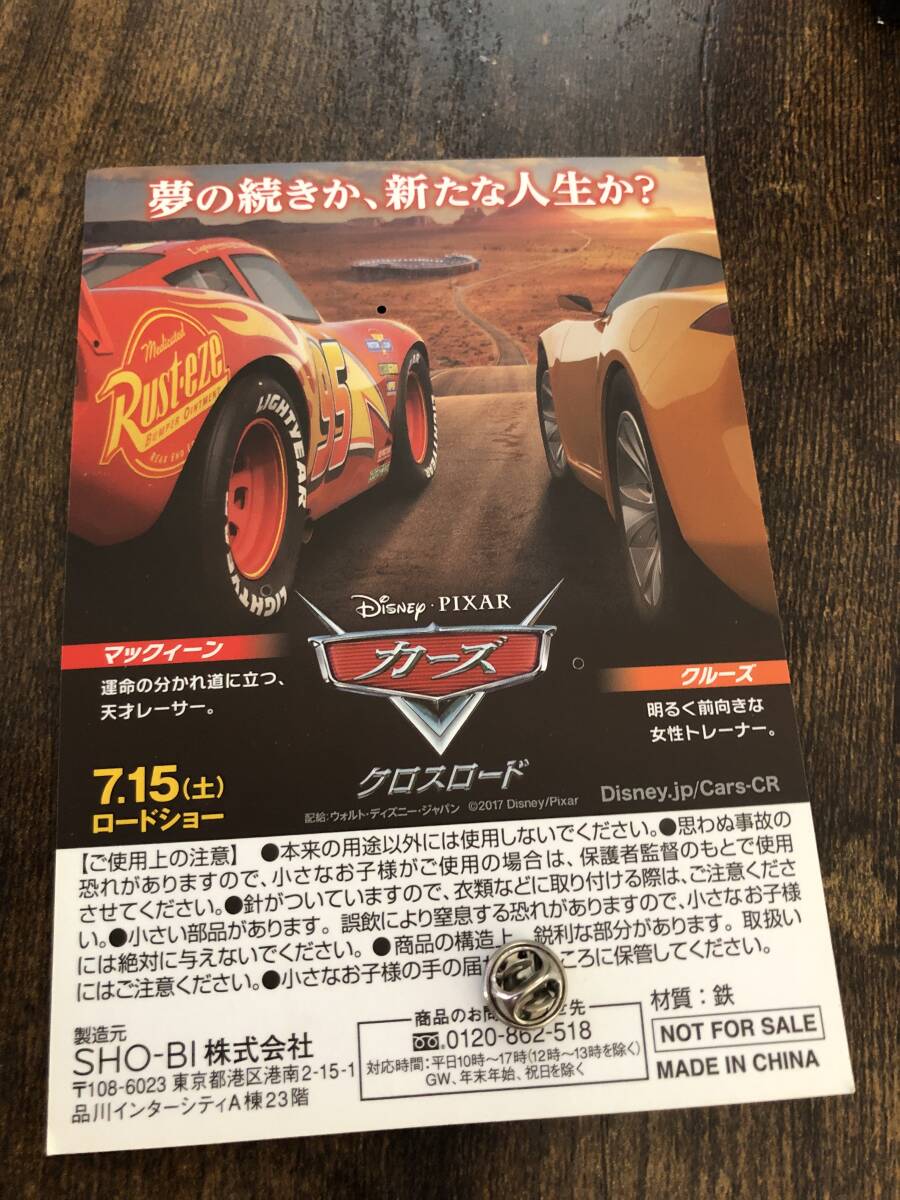 夢の続きか、新たな人生か?
Medicated
Rust-eze
BUMPER OINTMENT
LIGHTYEAR
95
Disney・PIXAR
カーズ
クロスロード
マックィーン
運命の分かれ道に立つ、
天才レーサー。
クルーズ
明るく前向きな
女性トレーナー。
7.15(土)
ロードショー
配給:ウォルト・ディズニー・ジャパン ©2017 Disney/Pixar
Disney.jp/Cars-CR
【ご使用上の注意】 ●本来の用途以外には使用しないでください。●思わぬ事故の
恐れがありますので、小さなお子様がご使用の場合は、保護者監督のもとで使用
させてください。●針がついていますので、衣類などに取り付ける際は、ご注意くださ
い。●小さい部品があります。誤飲により窒息する恐れがありますので、小さなお子様
には絶対に与えないでください。●商品の構造上、鋭利な部分があります。取扱い
にはご注意ください。●小さなお子様の手の届 ころに保管してください。
製造元
SHO-BI 株式会社
〒108-6023 東京都港区港南2-15-1
品川インターシティA棟23階
商品のお問 せ先
0120-862-518
対応時間:平日10時~17時(12時~13時を除く)
GW、年末年始、祝日を除く
材質:鉄
NOT FOR SALE
MADE IN CHINA